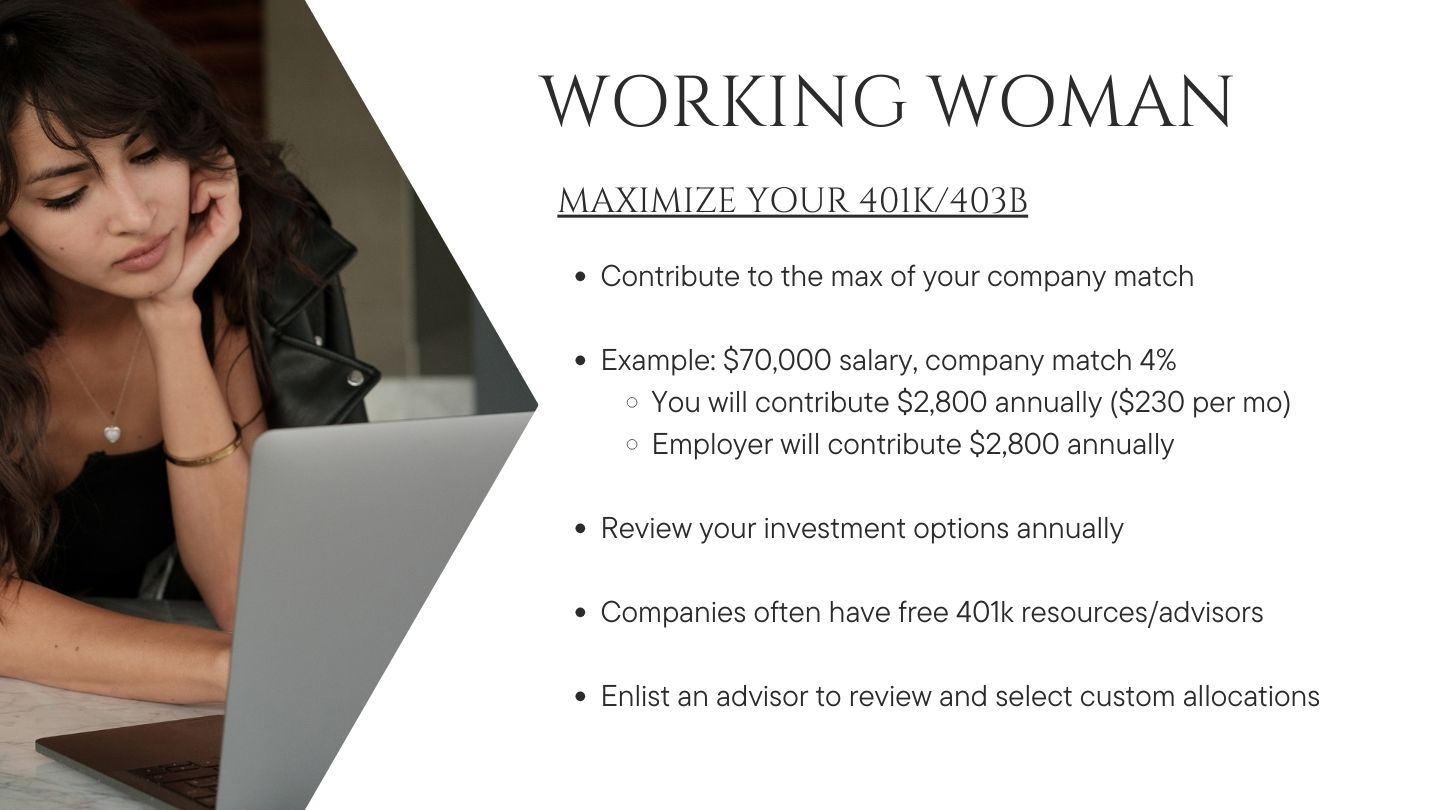 WORKING WOMAN
MAXIMIZE YOUR 401K/403B
• Contribute to the max of your company match
• Example: $70,000 salary, company match 4%
○ You will contribute $2,800 annually ($230 per mo)
○ Employer will contribute $2,800 annually
• Review your investment options annually
• Companies often have free 401k resources/advisors
• Enlist an advisor to review and select custom allocations